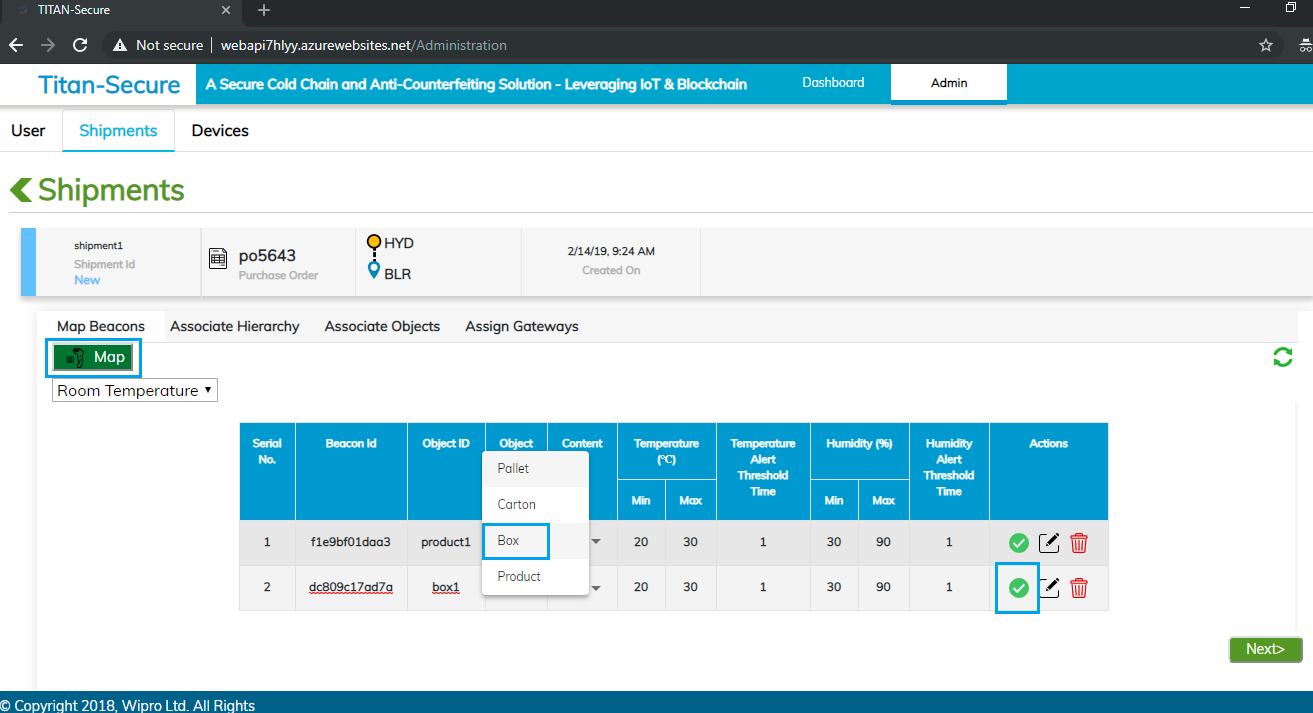 TITAN-Secure
Not secure | webapi7hlyy.azurewebsites.net/Administration
Titan-Secure
A Secure Cold Chain and Anti-Counterfeiting Solution - Leveraging IoT & Blockchain
Dashboard
Admin
User
Shipments
Devices
Shipments
shipment1
Shipment Id
New
po5643
Purchase Order
HYD
BLR
2/14/19, 9:24 AM
Created On
Map Beacons
Associate Hierarchy
Associate Objects
Assign Gateways
Map
Room Temperature
Serial No.
Beacon Id
Object ID
Object
Content
Temperature (°C)
Temperature Alert Threshold Time
Humidity (%)
Humidity Alert Threshold Time
Actions
Min
Max
Min
Max
Pallet
Carton
Box
Product
1 f1e9bf01daa3 product1 20 30 1 30 90 1
2 dc809c17ad7a box1 20 30 1 30 90 1
Next>
© Copyright 2018, Wipro Ltd. All Rights